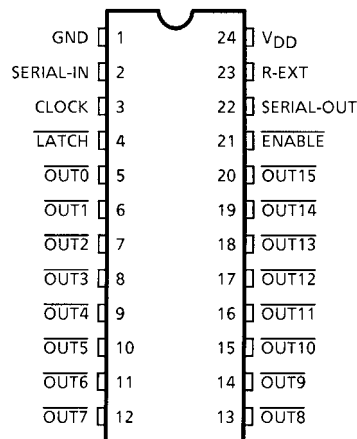 GND 1 24 VDD
SERIAL-IN 2 23 R-EXT
CLOCK 3 22 SERIAL-OUT
LATCH 4 21 ENABLE
OUT0 5 20 OUT15
OUT1 6 19 OUT14
OUT2 7 18 OUT13
OUT3 8 17 OUT12
OUT4 9 16 OUT11
OUT5 10 15 OUT10
OUT6 11 14 OUT9
OUT7 12 13 OUT8